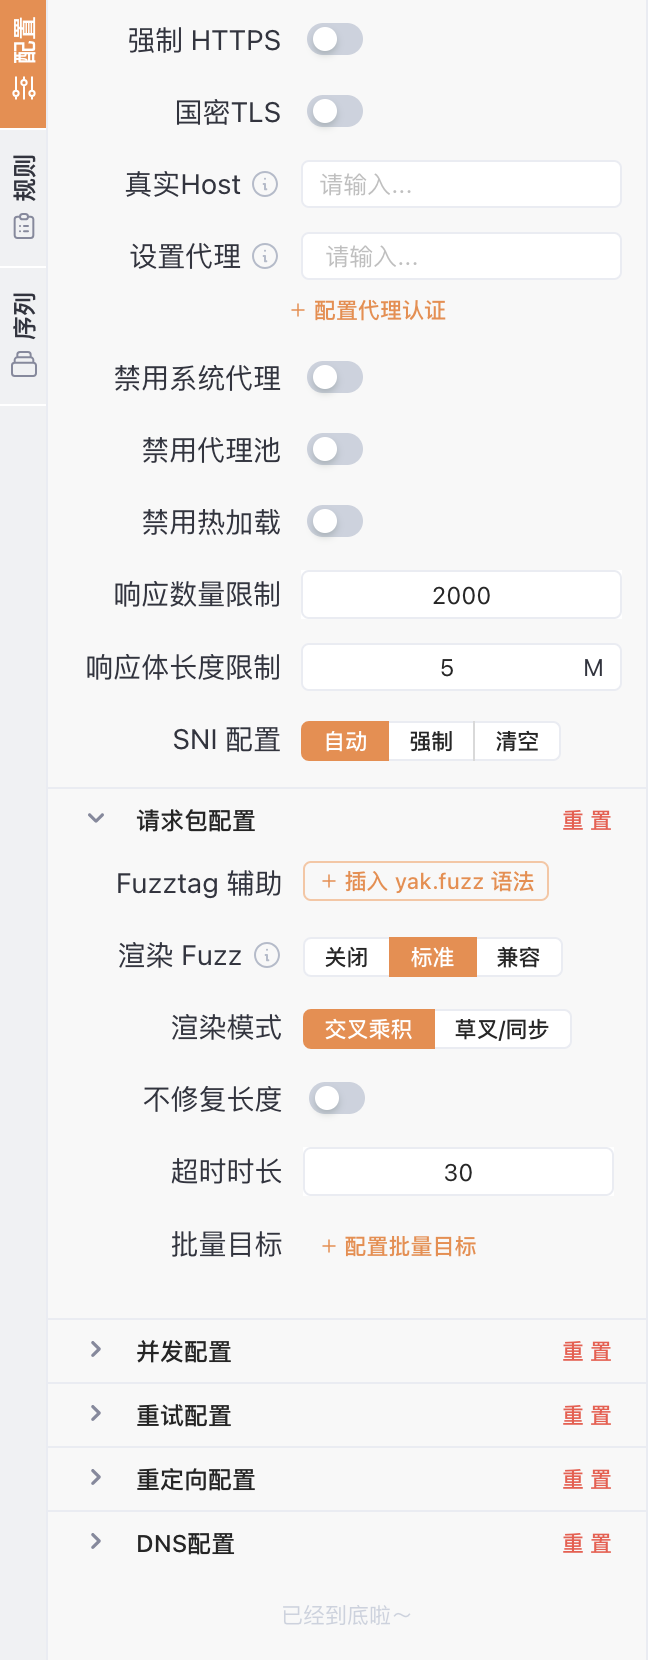 配置
规则
序列
强制 HTTPS
国密TLS
真实Host 请输入...
设置代理 请输入...
+ 配置代理认证
禁用系统代理
禁用代理池
禁用热加载
响应数量限制 2000
响应体长度限制 5 M
SNI 配置 自动 强制 清空
请求包配置 重 置
Fuzztag 辅助 + 插入 yak.fuzz 语法
渲染 Fuzz 关闭 标准 兼容
渲染模式 交叉乘积 草叉/同步
不修复长度
超时时长 30
批量目标 + 配置批量目标
并发配置 重 置
重试配置 重 置
重定向配置 重 置
DNS配置 重 置
已经到底啦～